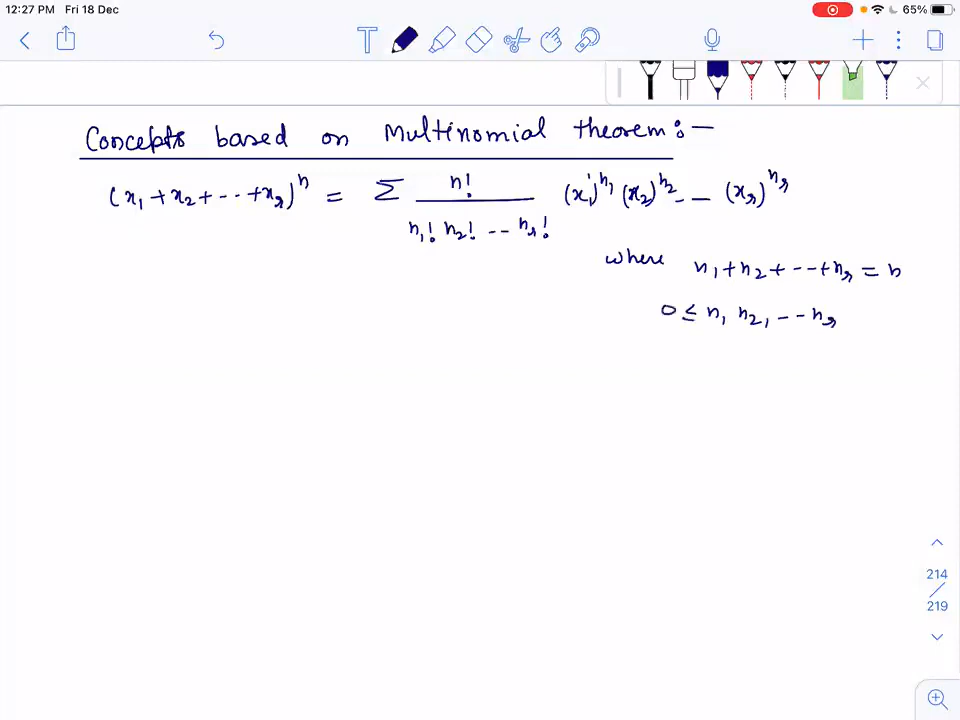 12:27 PM Fri 18 Dec 65%
T
Concepts based on Multinomial theorem:-
(x₁+x₂+---+xᵣ)ⁿ = Σ n!/(n₁! n₂! -- nᵣ!) (x₁)^n₁ (x₂)^n₂ -- (xᵣ)^nᵣ
where n₁+n₂+---+nᵣ = n
0 ≤ n₁ n₂, -- nᵣ
214
/
219